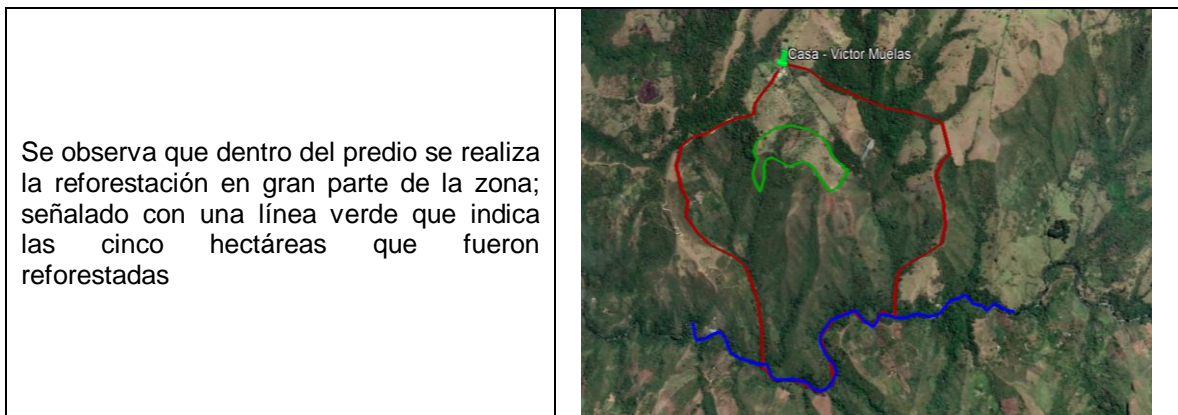 Se observa que dentro del predio se realiza
la reforestación en gran parte de la zona;
señalado con una línea verde que indica
las cinco hectáreas que fueron
reforestadas
Casa - Victor Muelas